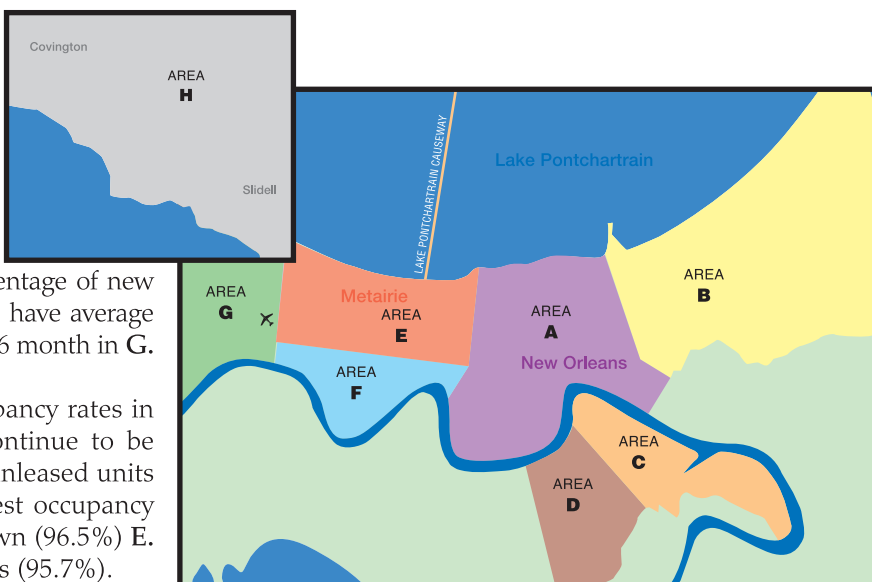 Covington
AREA
H
Slidell
LAKE PONTCHARTRAIN CAUSEWAY
Lake Pontchartrain
AREA
G
Metairie
AREA
E
AREA
A
New Orleans
AREA
B
AREA
F
AREA
C
AREA
D
entage of new
have average
6 month in G.
pancy rates in
ontinue to be
unleased units
est occupancy
wn (96.5%) E.
s (95.7%).